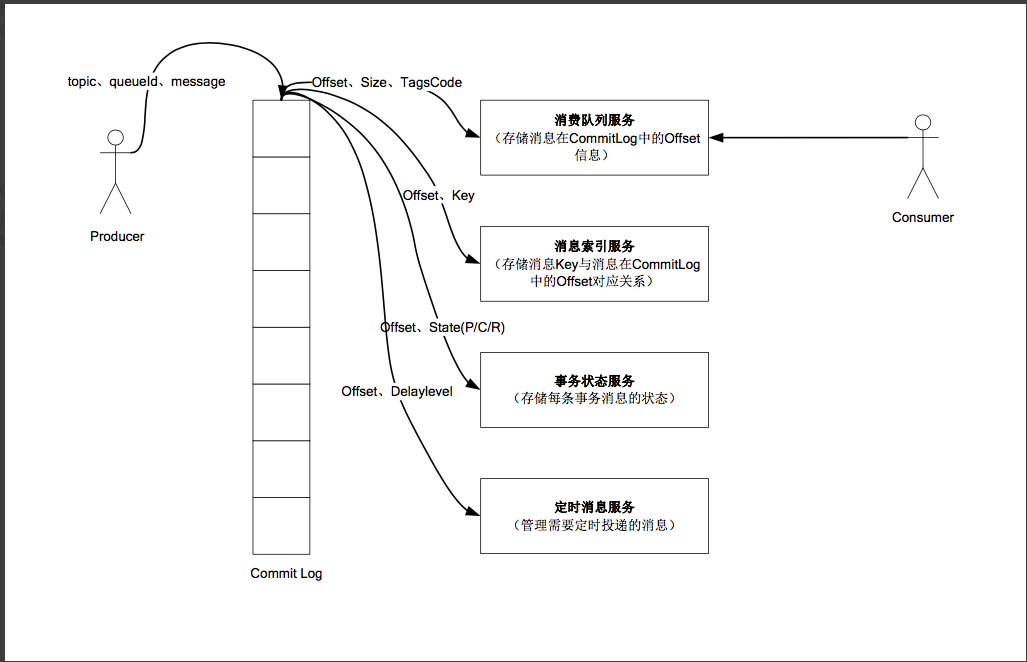 topic、queueId、message
Offset、Size、TagsCode
消费队列服务
（存储消息在CommitLog中的Offset
信息）
Producer
Consumer
Offset、Key
消息索引服务
（存储消息Key与消息在CommitLog
中的Offset对应关系）
Offset、State(P/C/R)
事务状态服务
（存储每条事务消息的状态）
Offset、Delaylevel
定时消息服务
（管理需要定时投递的消息）
Commit Log